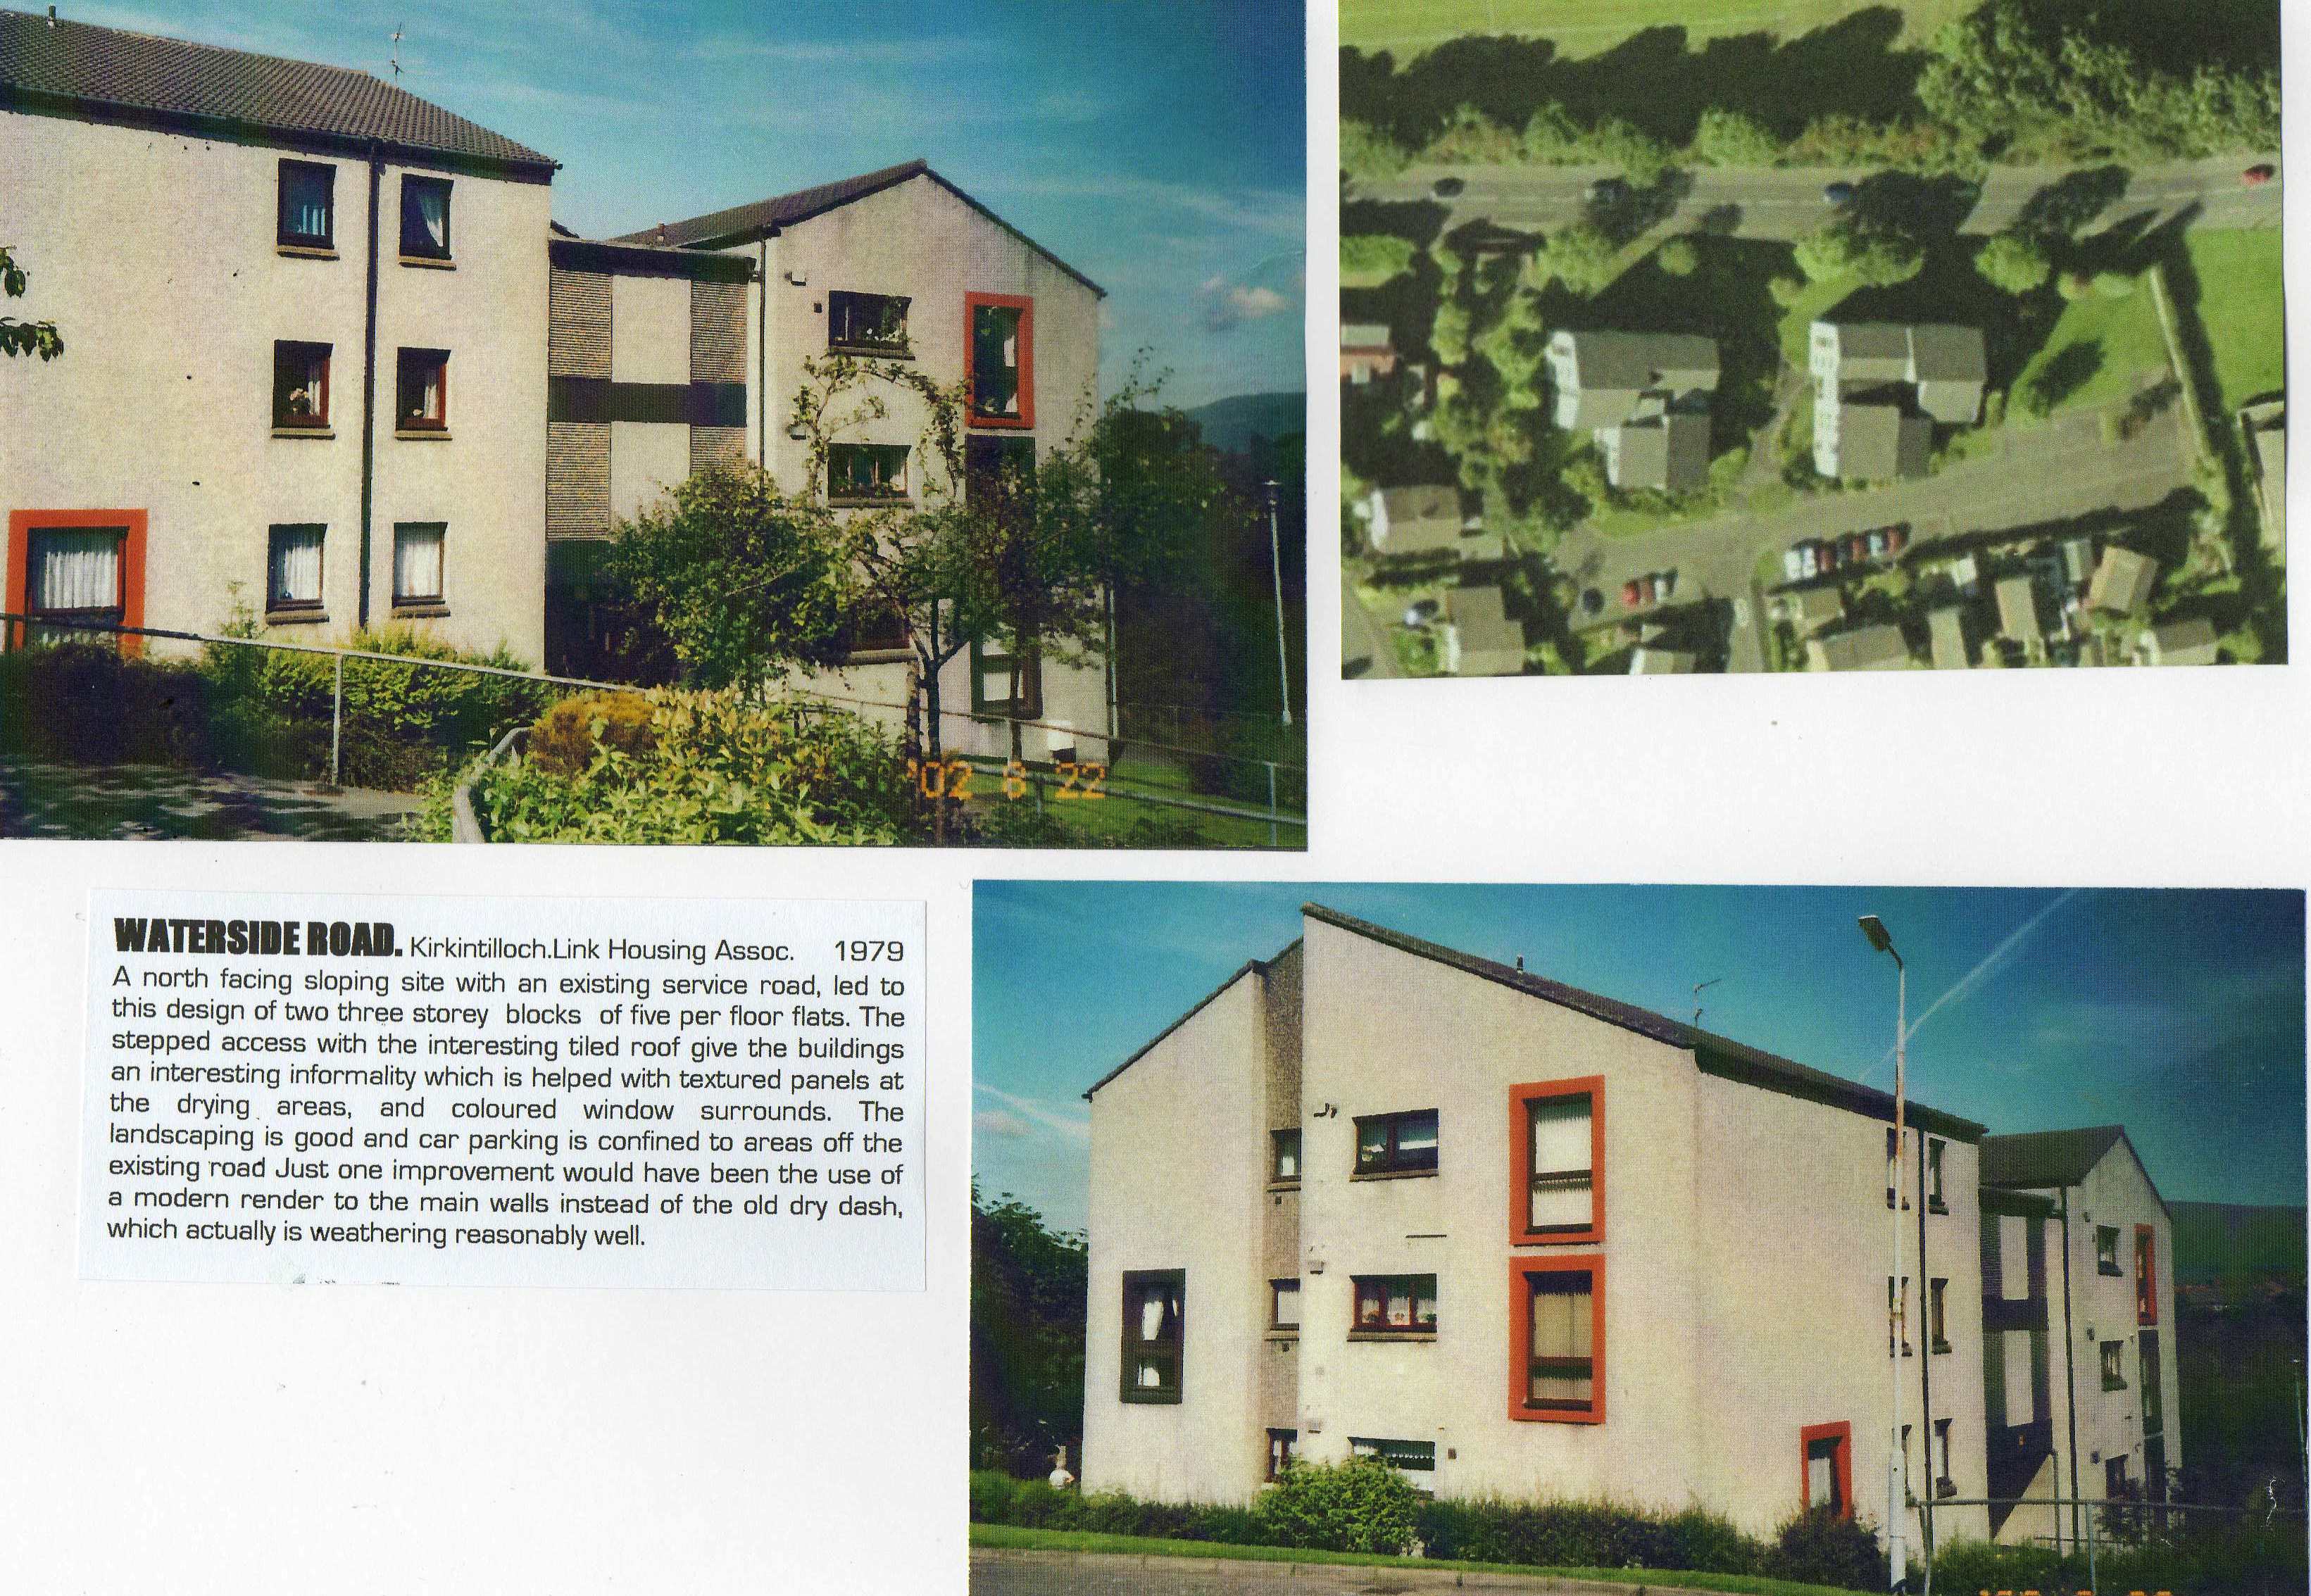 '02 8 22
WATERSIDE ROAD. Kirkintilloch.Link Housing Assoc. 1979
A north facing sloping site with an existing service road, led to
this design of two three storey blocks of five per floor flats. The
stepped access with the interesting tiled roof give the buildings
an interesting informality which is helped with textured panels at
the drying areas, and coloured window surrounds. The
landscaping is good and car parking is confined to areas off the
existing road Just one improvement would have been the use of
a modern render to the main walls instead of the old dry dash,
which actually is weathering reasonably well.